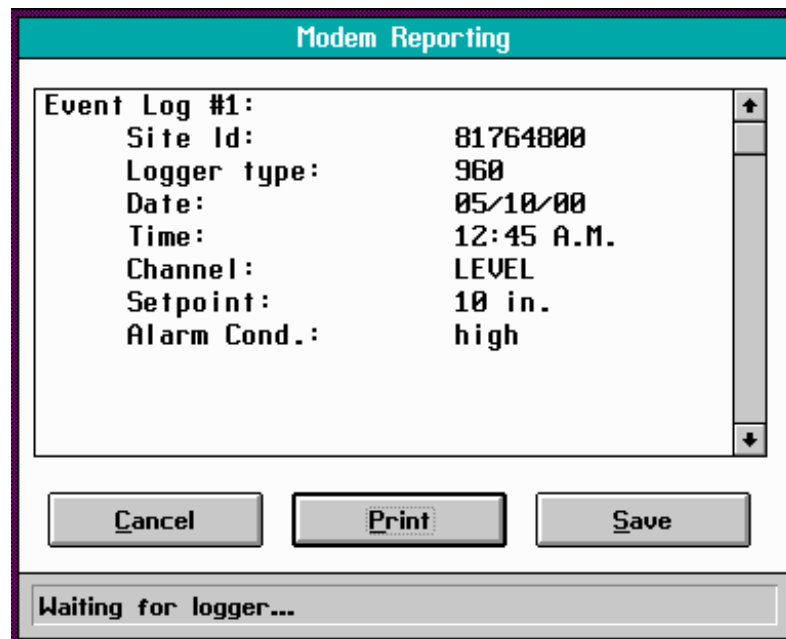 Modem Reporting
Event Log #1:
Site Id: 81764800
Logger type: 960
Date: 05/10/00
Time: 12:45 A.M.
Channel: LEVEL
Setpoint: 10 in.
Alarm Cond.: high
Cancel Print Save
Waiting for logger...